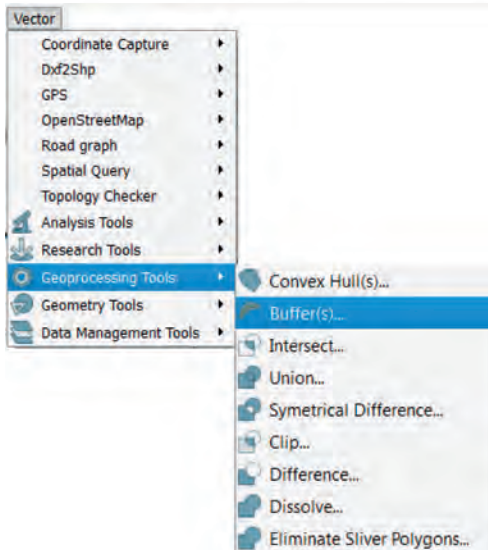 Vector
Coordinate Capture
Dxf2Shp
GPS
OpenStreetMap
Road graph
Spatial Query
Topology Checker
Analysis Tools
Research Tools
Geoprocessing Tools
Geometry Tools
Data Management Tools
Convex Hull(s)...
Buffer(s)...
Intersect...
Union...
Symetrical Difference...
Clip...
Difference...
Dissolve...
Eliminate Sliver Polygons...